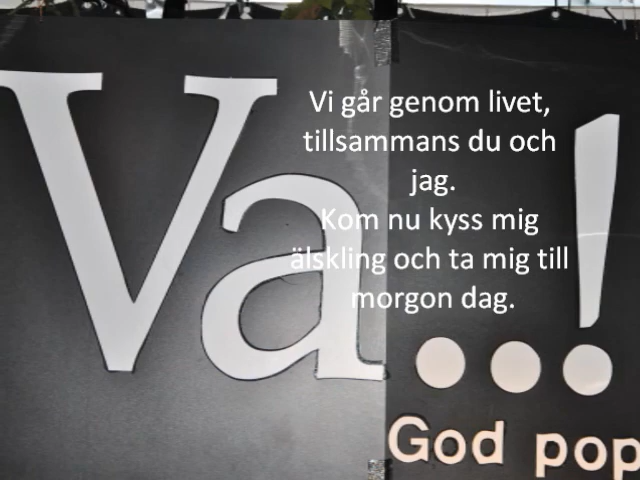 Va..!
Vi går genom livet,
tillsammans du och
jag.
Kom nu kyss mig
älskling och ta mig till
morgon dag.
God pop